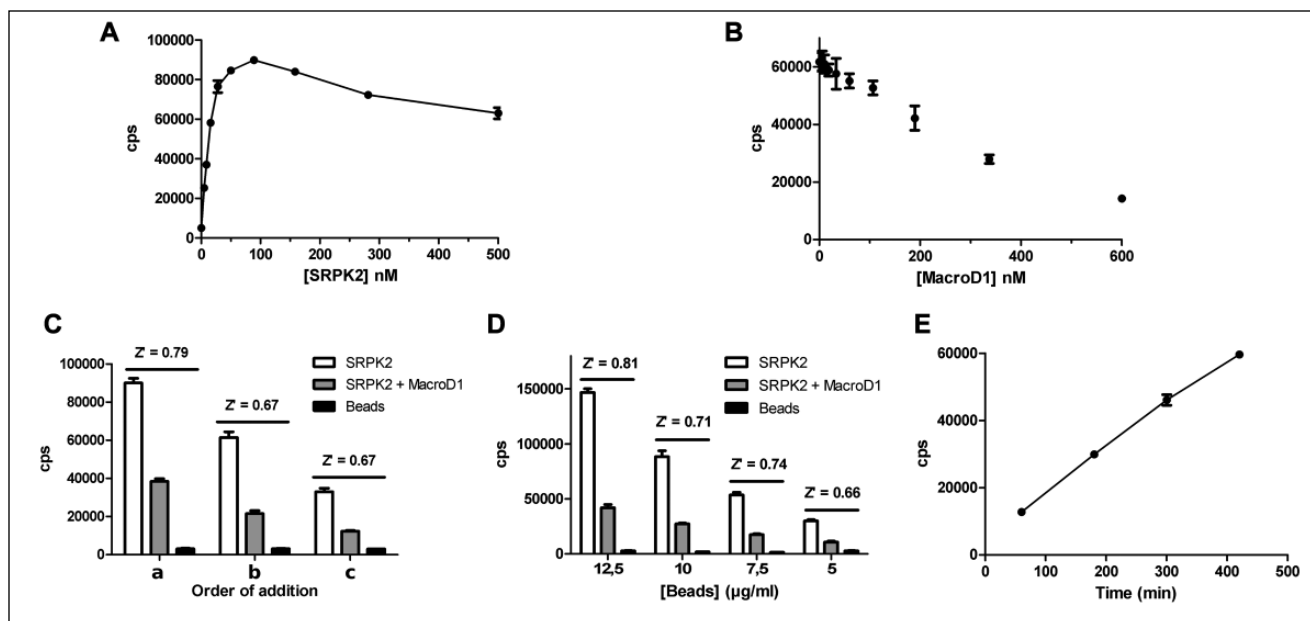 A
100000
80000
60000
40000
20000
0
cps
0 100 200 300 400 500
[SRPK2] nM
B
60000
40000
20000
0
cps
0 200 400 600
[MacroD1] nM
C
100000
80000
60000
40000
20000
0
cps
Z' = 0.79
Z' = 0.67
Z' = 0.67
SRPK2
SRPK2 + MacroD1
Beads
a b c
Order of addition
D
150000
100000
50000
0
cps
Z' = 0.81
Z' = 0.71
Z' = 0.74
Z' = 0.66
SRPK2
SRPK2 + MacroD1
Beads
12,5 10 7,5 5
[Beads] (µg/ml)
E
60000
40000
20000
0
cps
0 100 200 300 400 500
Time (min)